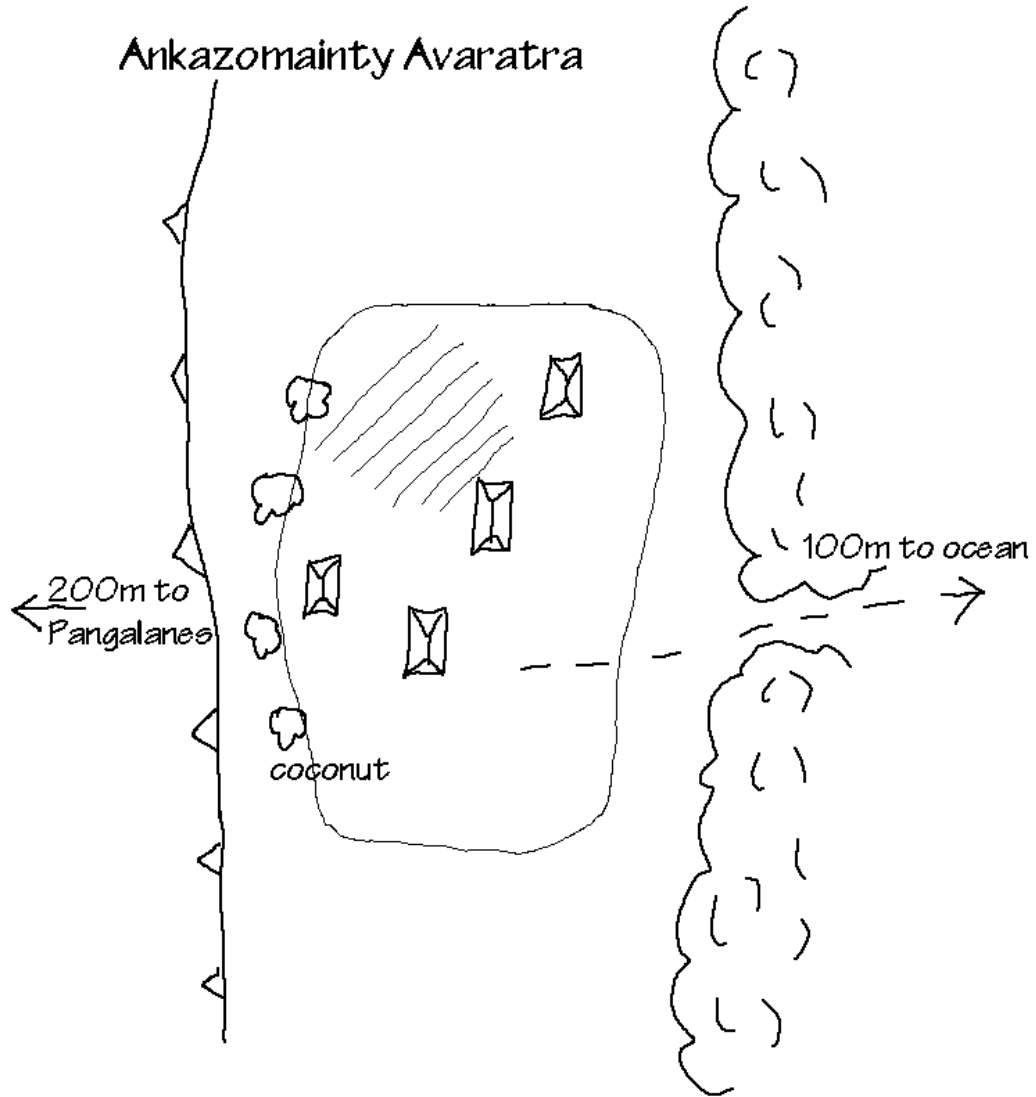 Ankazomainty Avaratra
100m to ocean
200m to
Pangalanes
coconut